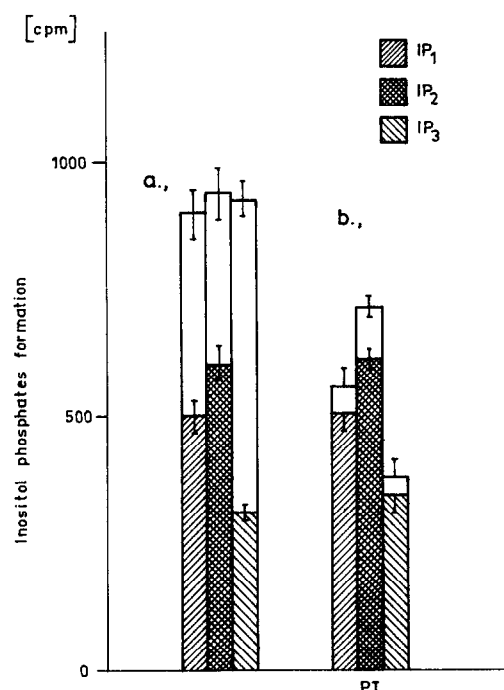 [cpm]
IP1
IP2
IP3
1000
a.,
b.,
500
0
Inositol phosphates formation
PT